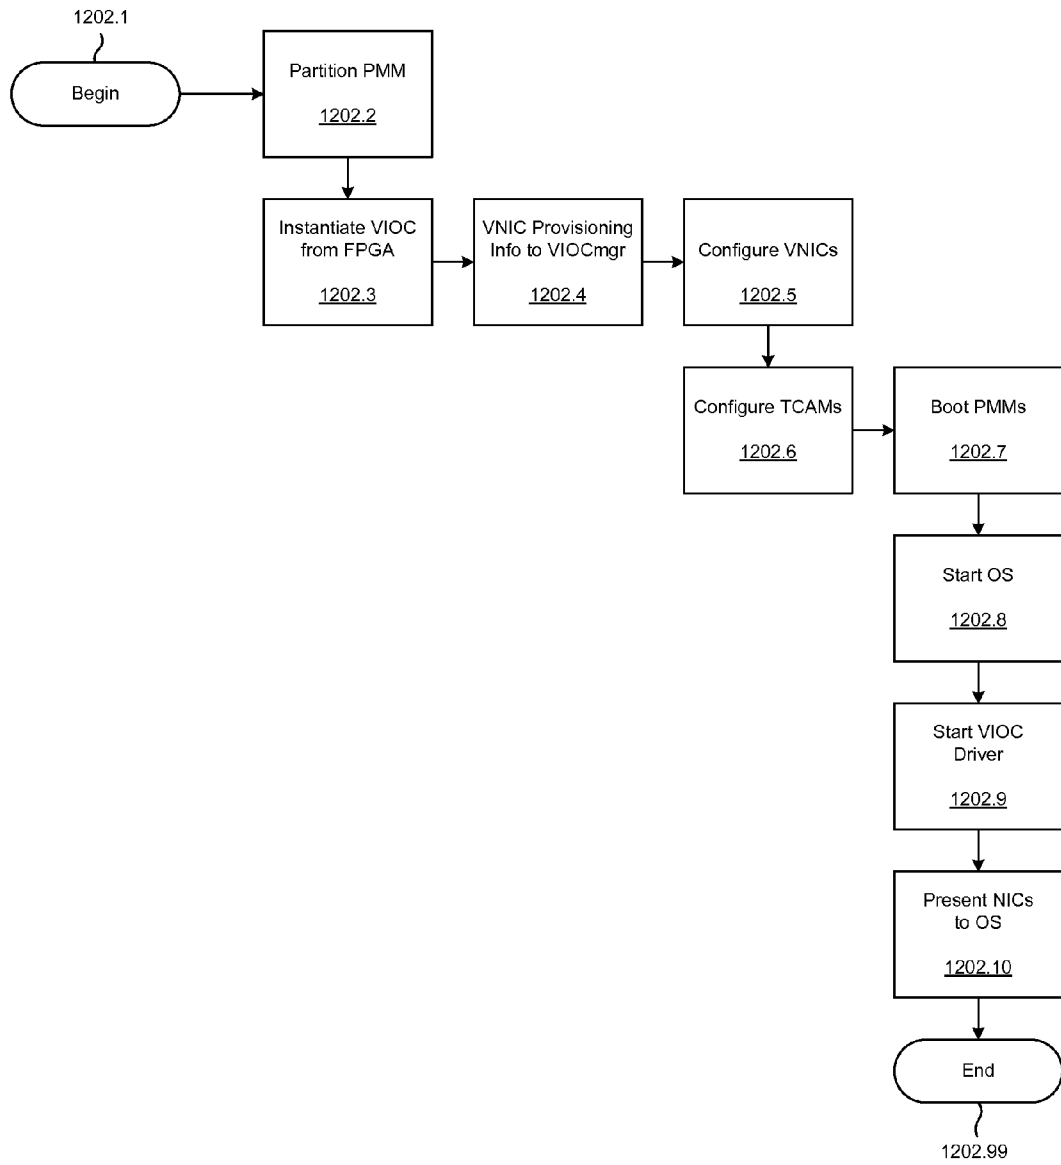 1202.1
Begin
Partition PMM
1202.2
Instantiate VIOC
from FPGA
1202.3
VNIC Provisioning
Info to VIOCmgr
1202.4
Configure VNICs
1202.5
Configure TCAMs
1202.6
Boot PMMs
1202.7
Start OS
1202.8
Start VIOC
Driver
1202.9
Present NICs
to OS
1202.10
End
1202.99